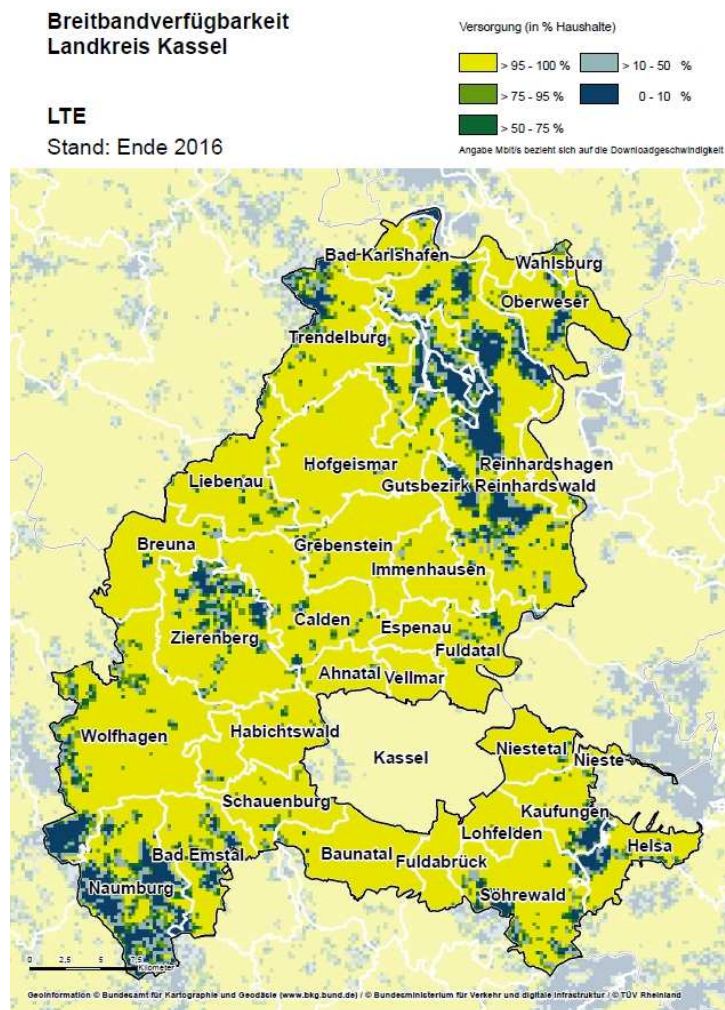 Breitbandverfügbarkeit
Landkreis Kassel
LTE
Stand: Ende 2016
Versorgung (in % Haushalte)
> 95 - 100 %
> 10 - 50 %
> 75 - 95 %
0 - 10 %
> 50 - 75 %
Angabe Mbit/s bezieht sich auf die Downloadgeschwindigkeit
Bad Karlshafen
Wahlsburg
Oberweser
Trendelburg
Hofgeismar
Reinhardshagen
Liebenau
Gutsbezirk Reinhardswald
Breuna
Grebenstein
Immenhausen
Calden
Espenau
Zierenberg
Fuldatal
Ahnatal
Vellmar
Wolfhagen
Habichtswald
Kassel
Niestetal
Nieste
Schauenburg
Kaufungen
Lohfelden
Helsa
Bad Emstal
Baunatal
Fuldabrück
Naumburg
Söhrewald
0 2,5 5 7,5
Kilometer
Geoinformation © Bundesamt für Kartographie und Geodäsie (www.bkg.bund.de) / © Bundesministerium für Verkehr und digitale Infrastruktur / © TÜV Rheinland